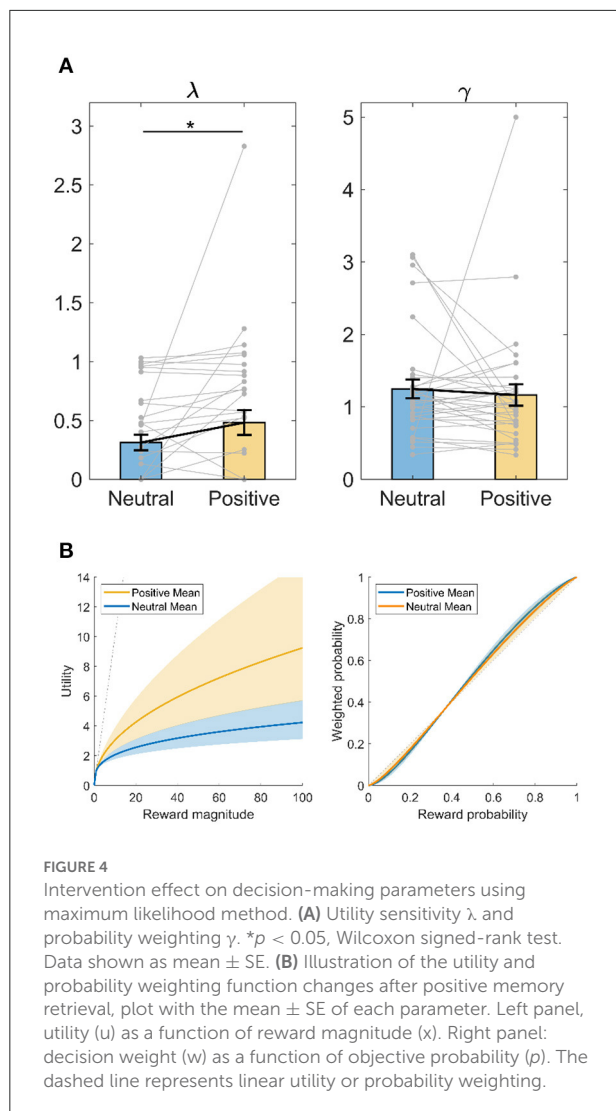 A
λ
γ
*
3
2.5
2
1.5
1
0.5
0
Neutral Positive
5
4
3
2
1
0
Neutral Positive
B
14
12
10
8
6
4
2
0
Utility
Positive Mean
Neutral Mean
0 20 40 60 80 100
Reward magnitude
1
0.8
0.6
0.4
0.2
0
Weighted probability
Positive Mean
Neutral Mean
0 0.2 0.4 0.6 0.8 1
Reward probability
FIGURE 4
Intervention effect on decision-making parameters using
maximum likelihood method. (A) Utility sensitivity λ and
probability weighting γ. *p < 0.05, Wilcoxon signed-rank test.
Data shown as mean ± SE. (B) Illustration of the utility and
probability weighting function changes after positive memory
retrieval, plot with the mean ± SE of each parameter. Left panel,
utility (u) as a function of reward magnitude (x). Right panel:
decision weight (w) as a function of objective probability (p). The
dashed line represents linear utility or probability weighting.